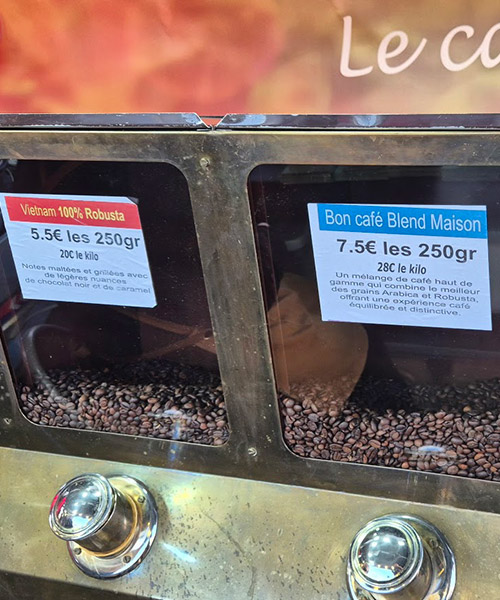 Le ca
Vietnam 100% Robusta
5.5€ les 250gr
20€ le kilo
Notes maltées et grillées avec
de légères nuances
de chocolat noir et de caramel
Bon café Blend Maison
7.5€ les 250gr
28€ le kilo
Un mélange de café haut de
gamme qui combine le meilleur
des grains Arabica et Robusta,
offrant une expérience café
équilibrée et distinctive.